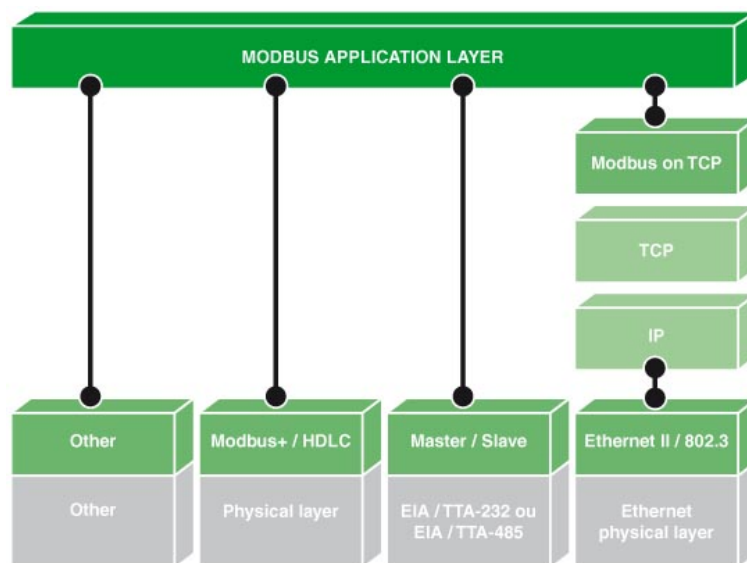 MODBUS APPLICATION LAYER
Modbus on TCP
TCP
IP
Other
Modbus+ / HDLC
Master / Slave
Ethernet II / 802.3
Other
Physical layer
EIA / TTA-232 ou
EIA / TTA-485
Ethernet
physical layer